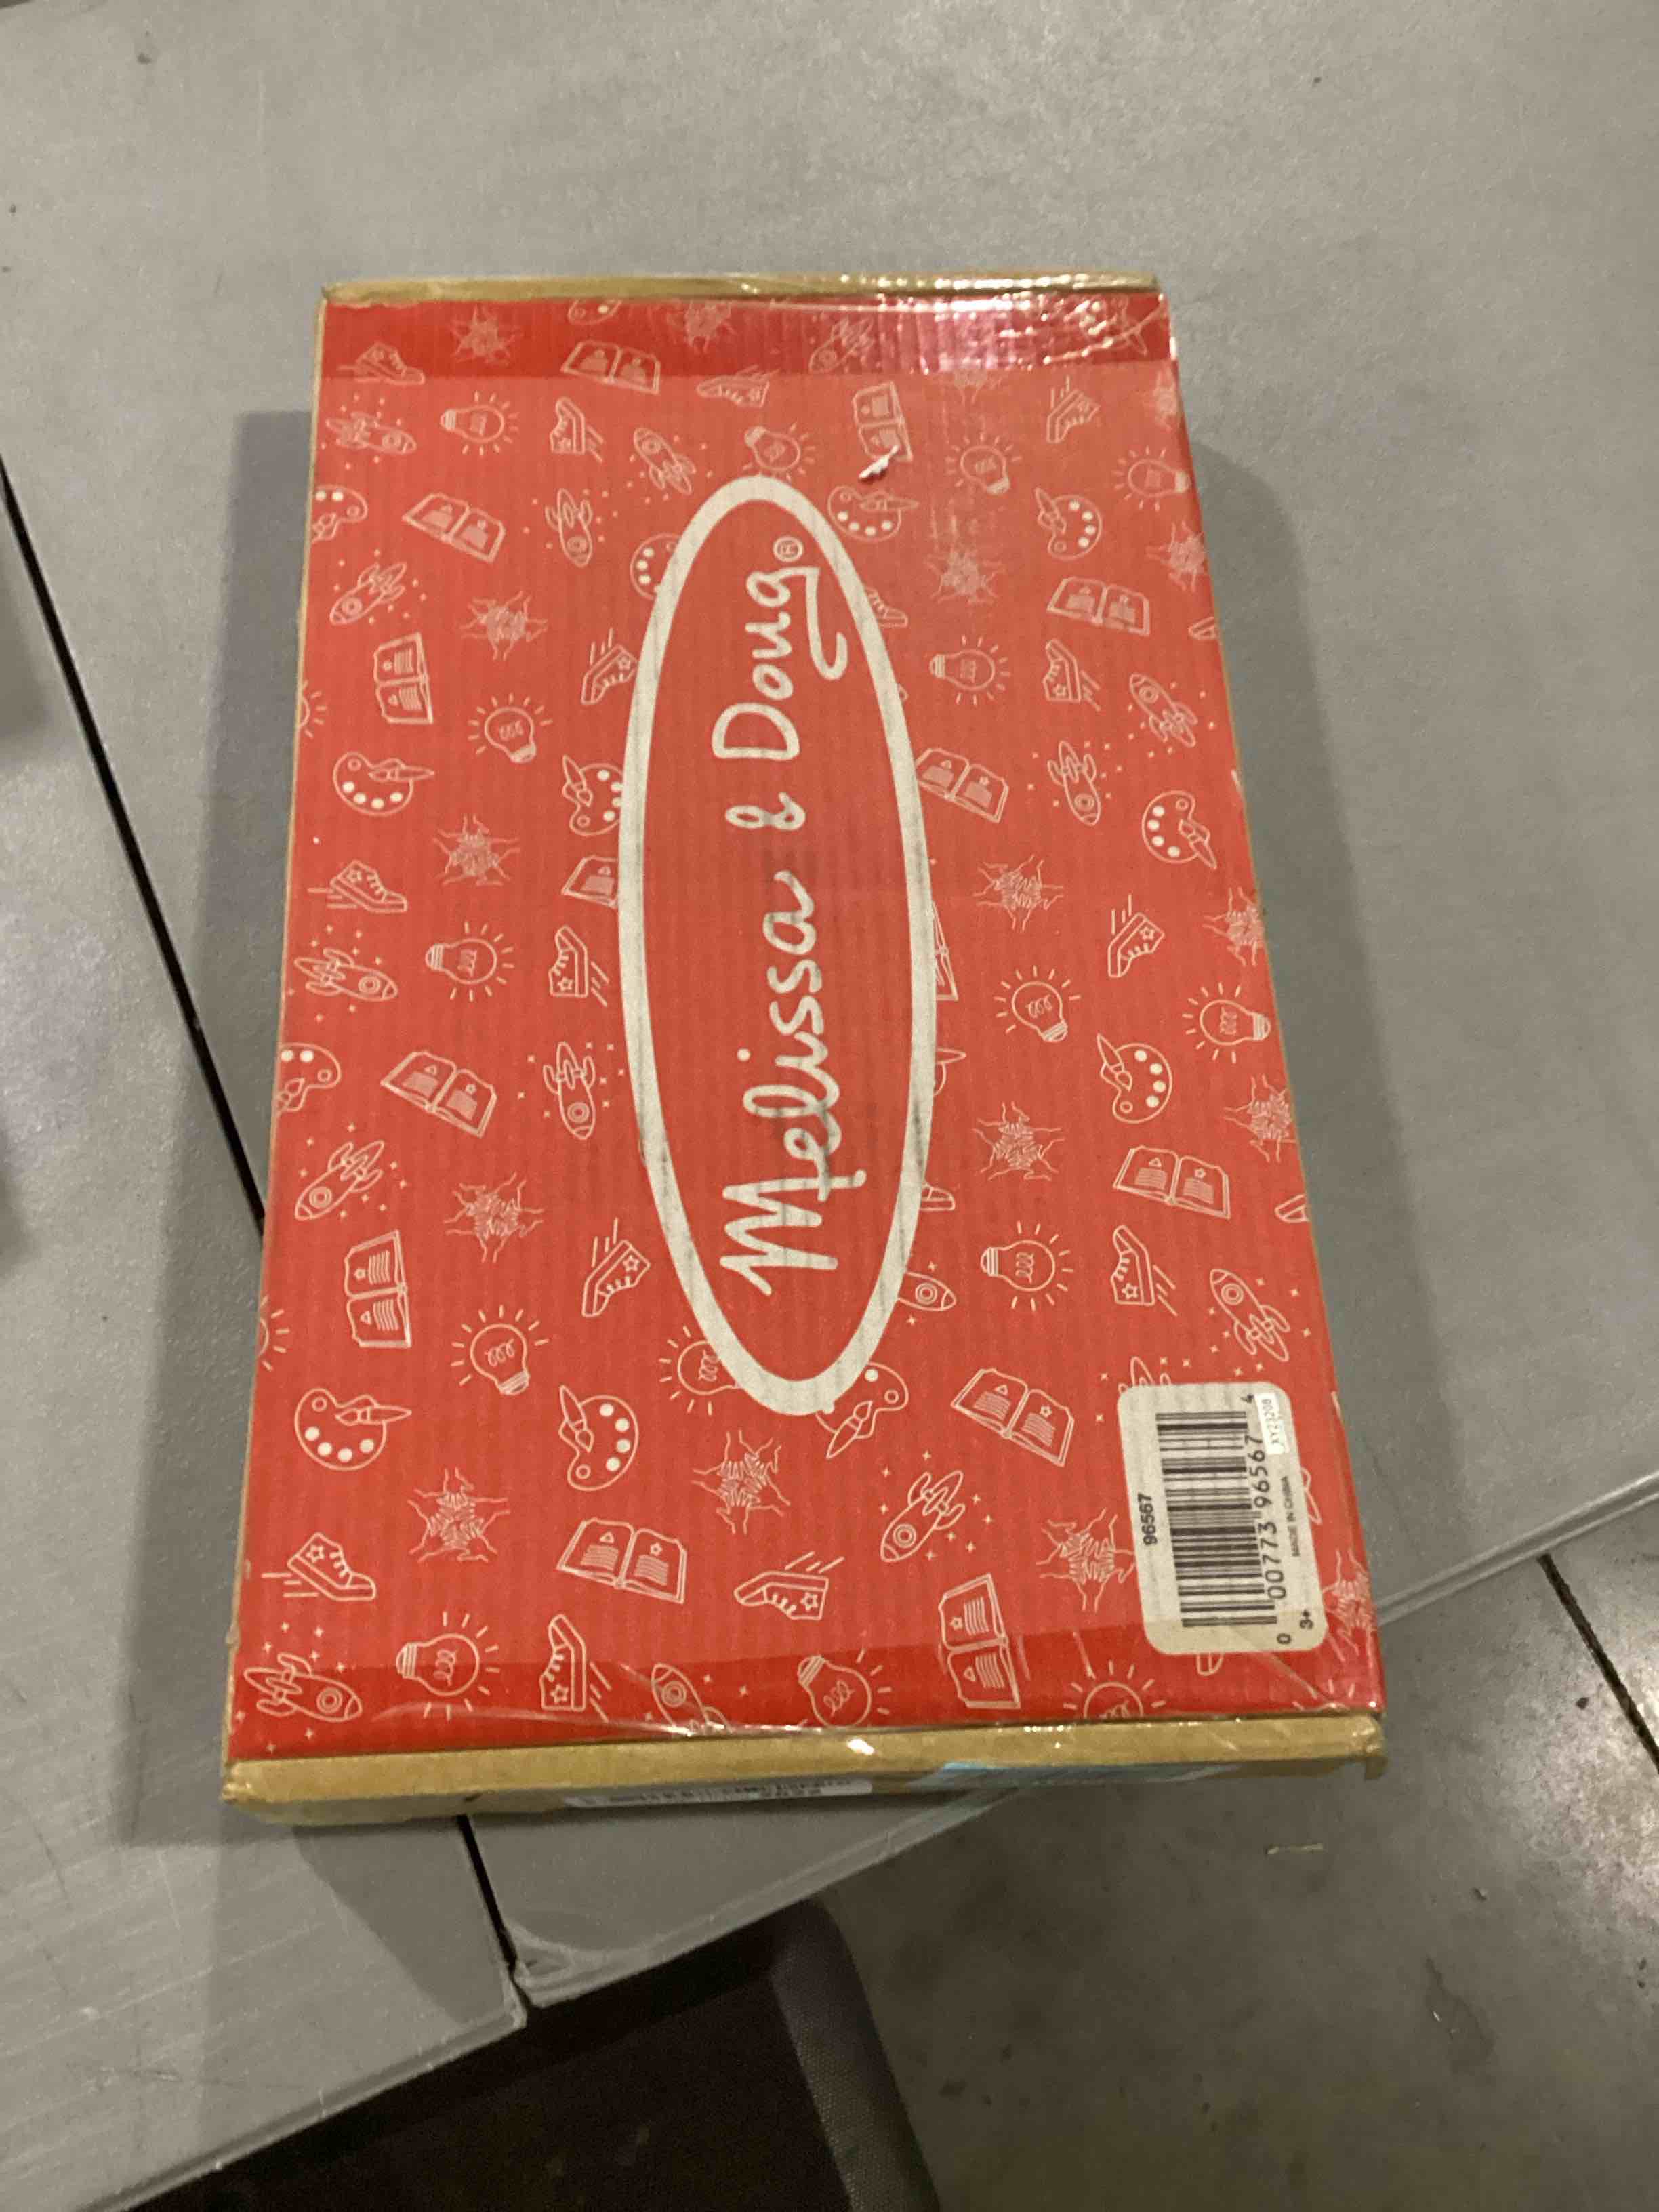 Melissa & Doug®
96567
0 00773 96567 4
3+
MADE IN CHINA